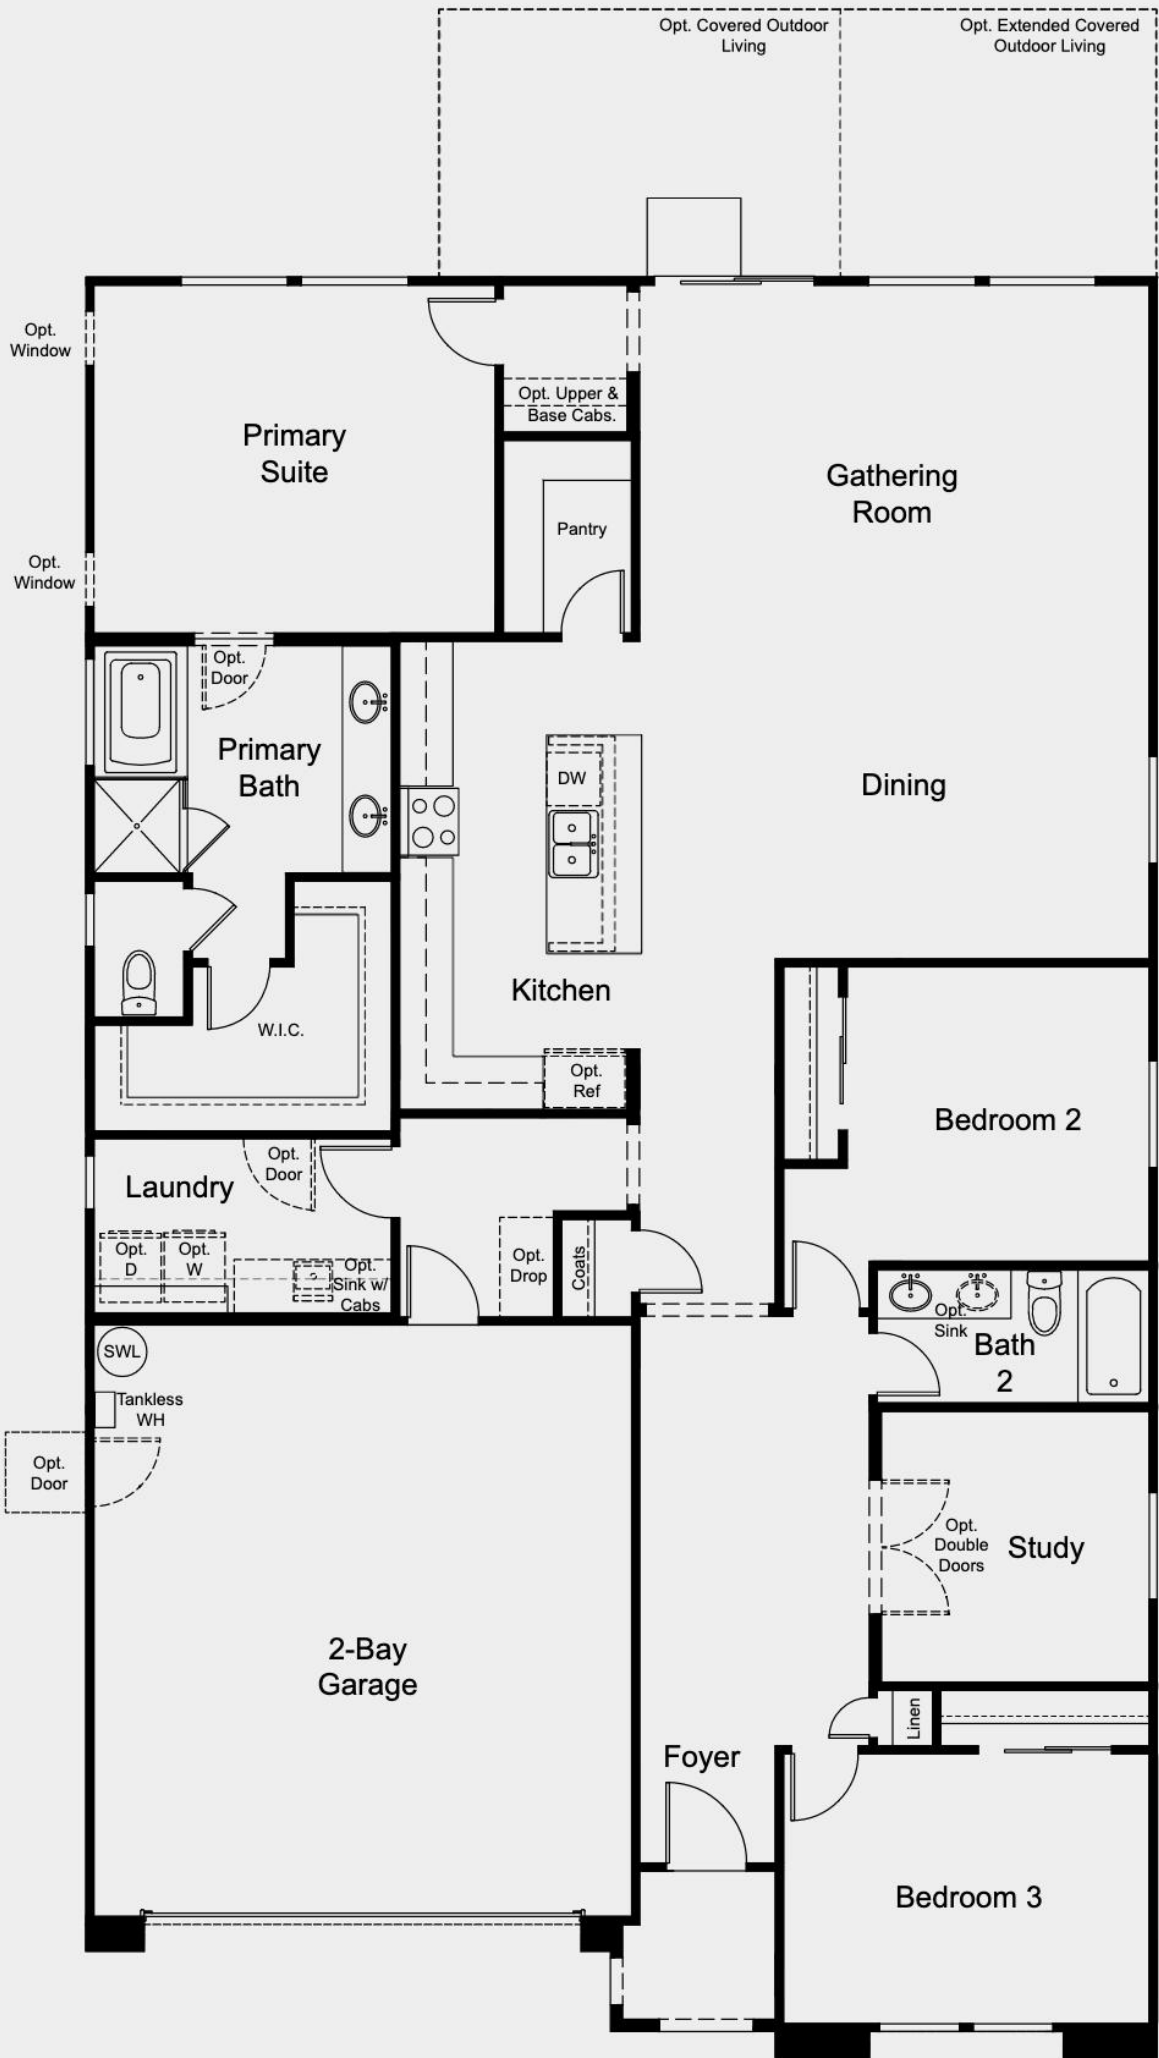 Opt. Covered Outdoor
Living
Opt. Extended Covered
Outdoor Living
Opt.
Window
Opt. Upper &
Base Cabs.
Primary
Suite
Gathering
Room
Pantry
Opt.
Window
Opt.
Door
Primary
Bath
DW
Dining
Kitchen
W.I.C.
Opt.
Ref
Bedroom 2
Opt.
Door
Laundry
Opt.
D
Opt.
W
Opt.
Sink w/
Cabs
Opt.
Drop
Coats
Opt.
Sink
Bath
2
SWL
Tankless
WH
Opt.
Door
Opt.
Double
Doors
Study
2-Bay
Garage
Linen
Foyer
Bedroom 3